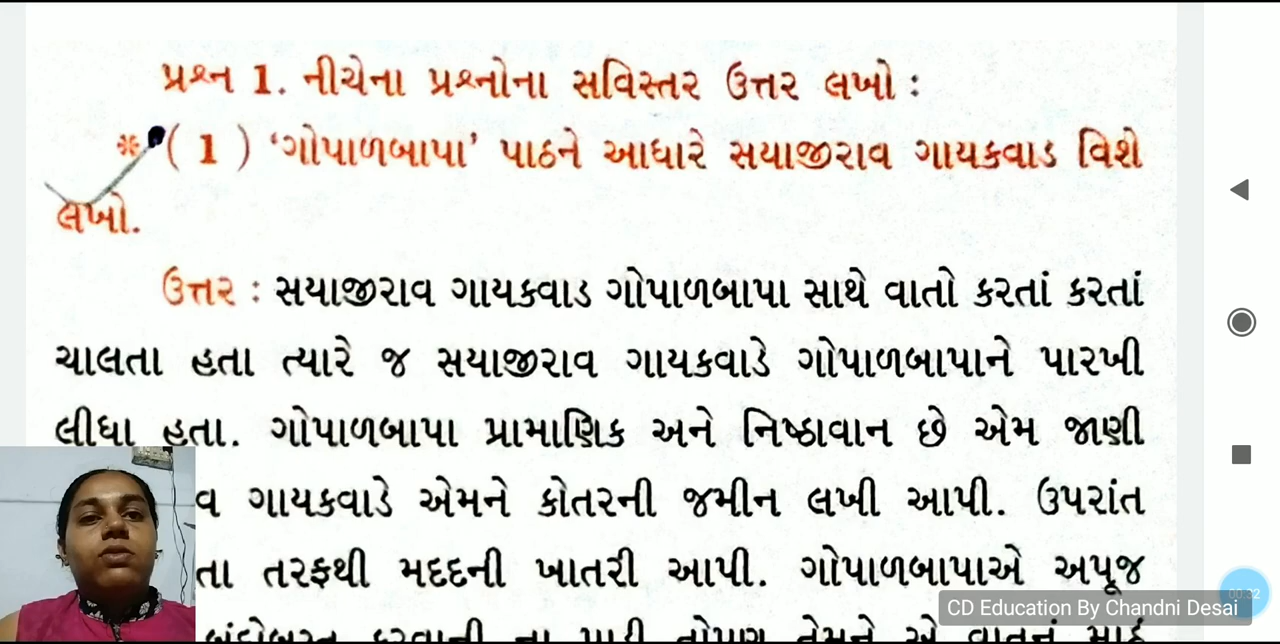 પ્રશ્ન 1. નીચેના પ્રશ્નોના સવિસ્તર ઉત્તર લખો :
* ( 1 ) ‘ગોપાળબાપા’ પાઠને આધારે સયાજીરાવ ગાયકવાડ વિશે
લખો.
ઉત્તર : સયાજીરાવ ગાયકવાડ ગોપાળબાપા સાથે વાતો કરતાં કરતાં
ચાલતા હતા ત્યારે જ સયાજીરાવ ગાયકવાડે ગોપાળબાપાને પારખી
લીધા હતા. ગોપાળબાપા પ્રામાણિક અને નિષ્ઠાવાન છે એમ જાણી
વ ગાયકવાડે એમને કોતરની જમીન લખી આપી. ઉપરાંત
તા તરફથી મદદની ખાતરી આપી. ગોપાળબાપાએ અપૂજ
00:32
CD Education By Chandni Desai